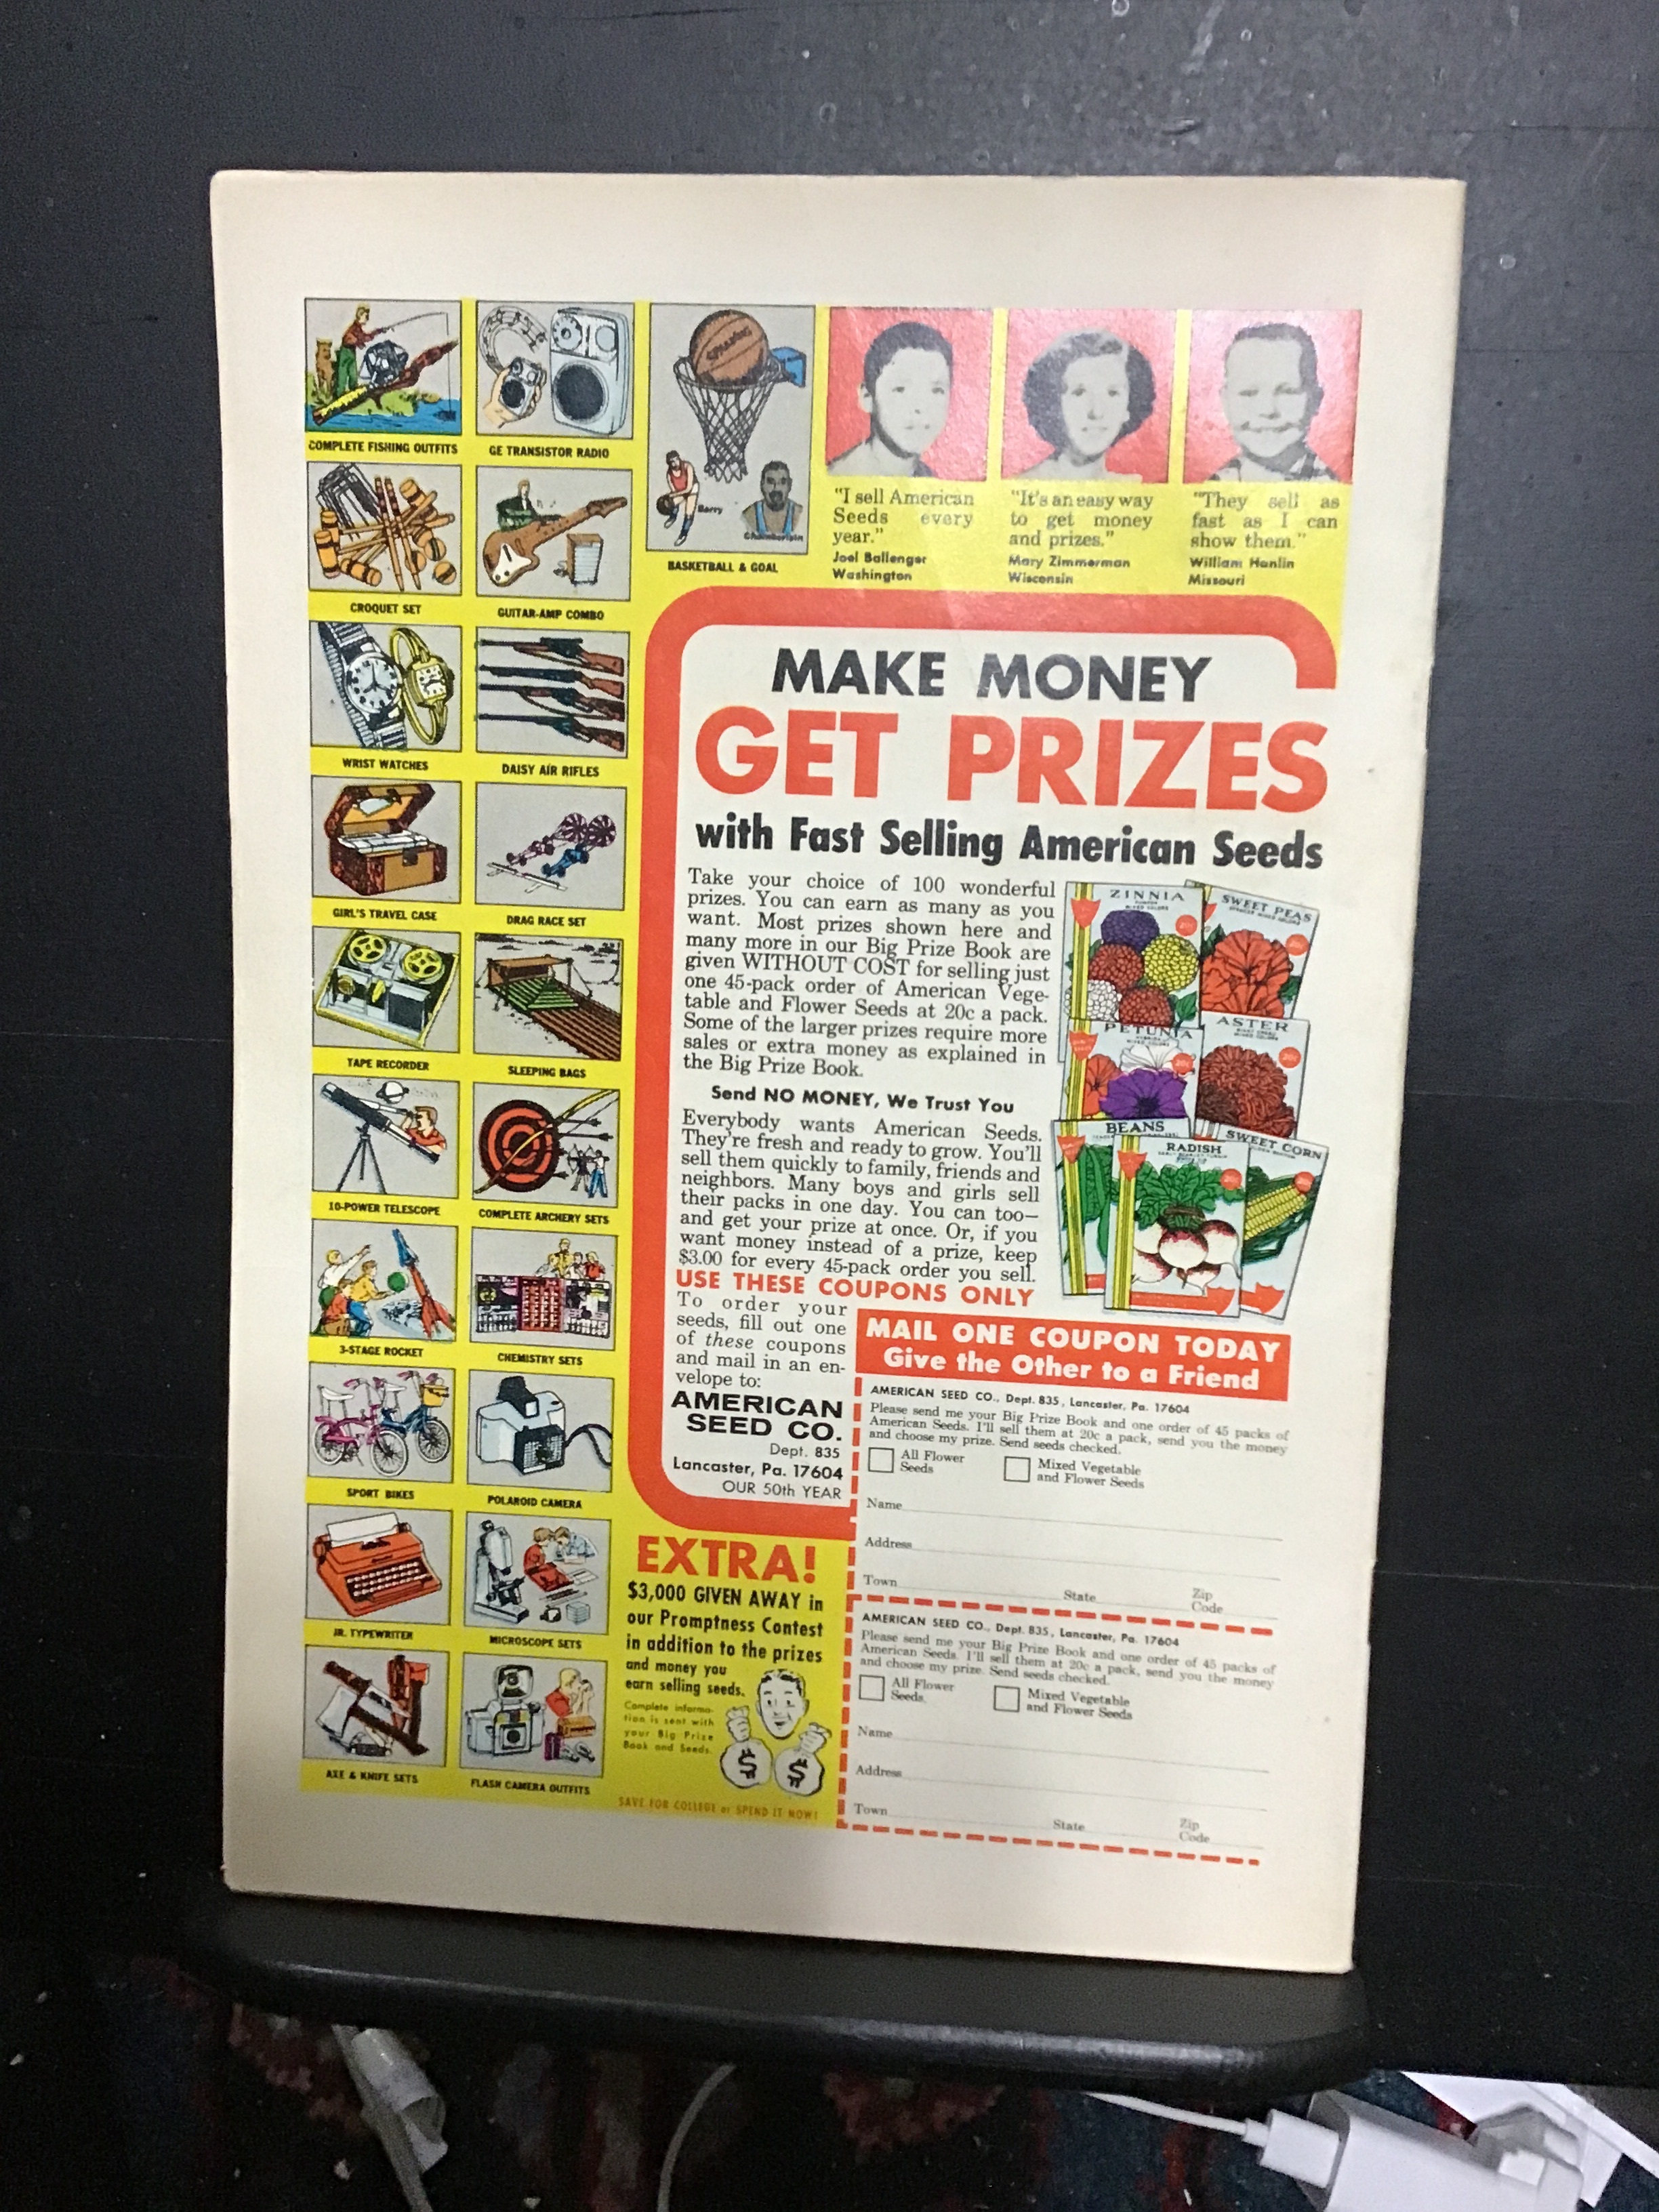 COMPLETE FISHING OUTFITS
GE TRANSISTOR RADIO
SPALDING
Barry
Chamberlain
BASKETBALL & GOAL
CROQUET SET
GUITAR-AMP COMBO
WRIST WATCHES
DAISY AIR RIFLES
GIRL'S TRAVEL CASE
DRAG RACE SET
TAPE RECORDER
SLEEPING BAGS
10-POWER TELESCOPE
COMPLETE ARCHERY SETS
3-STAGE ROCKET
CHEMISTRY SETS
SPORT BIKES
POLAROID CAMERA
JR. TYPEWRITER
MICROSCOPE SETS
AXE & KNIFE SETS
FLASH CAMERA OUTFITS
"I sell American
Seeds every
year."
Joel Ballenger
Washington
"It's an easy way
to get money
and prizes."
Mary Zimmerman
Wisconsin
"They sell as
fast as I can
show them."
William Hanlin
Missouri
MAKE MONEY
GET PRIZES
with Fast Selling American Seeds
Take your choice of 100 wonderful
prizes. You can earn as many as you
want. Most prizes shown here and
many more in our Big Prize Book are
given WITHOUT COST for selling just
one 45-pack order of American Vege-
table and Flower Seeds at 20c a pack.
Some of the larger prizes require more
sales or extra money as explained in
the Big Prize Book.
Send NO MONEY, We Trust You
Everybody wants American Seeds.
They're fresh and ready to grow. You'll
sell them quickly to family, friends and
neighbors. Many boys and girls sell
their packs in one day. You can too—
and get your prize at once. Or, if you
want money instead of a prize, keep
$3.00 for every 45-pack order you sell.
ZINNIA
SWEET PEAS
PETUNIA
20c
ASTER
20c
BEANS
RADISH
SWEET CORN
USE THESE COUPONS ONLY
To order your
seeds, fill out one
of these coupons
and mail in an en-
velope to:
AMERICAN
SEED CO.
Dept. 835
Lancaster, Pa. 17604
OUR 50th YEAR
MAIL ONE COUPON TODAY
Give the Other to a Friend
AMERICAN SEED CO., Dept. 835, Lancaster, Pa. 17604
Please send me your Big Prize Book and one order of 45 packs of
American Seeds. I'll sell them at 20c a pack, send you the money
and choose my prize. Send seeds checked.
All Flower
Seeds
Mixed Vegetable
and Flower Seeds
Name
Address
Town State Zip
Code
AMERICAN SEED CO., Dept. 835, Lancaster, Pa. 17604
Please send me your Big Prize Book and one order of 45 packs of
American Seeds. I'll sell them at 20c a pack, send you the money
and choose my prize. Send seeds checked.
All Flower
Seeds
Mixed Vegetable
and Flower Seeds
Name
Address
Town State Zip
Code
EXTRA!
$3,000 GIVEN AWAY in
our Promptness Contest
in addition to the prizes
and money you
earn selling seeds.
Complete informa-
tion is sent with
your Big Prize
Book and Seeds.
$ $
SAVE FOR COLLEGE or SPEND IT NOW!